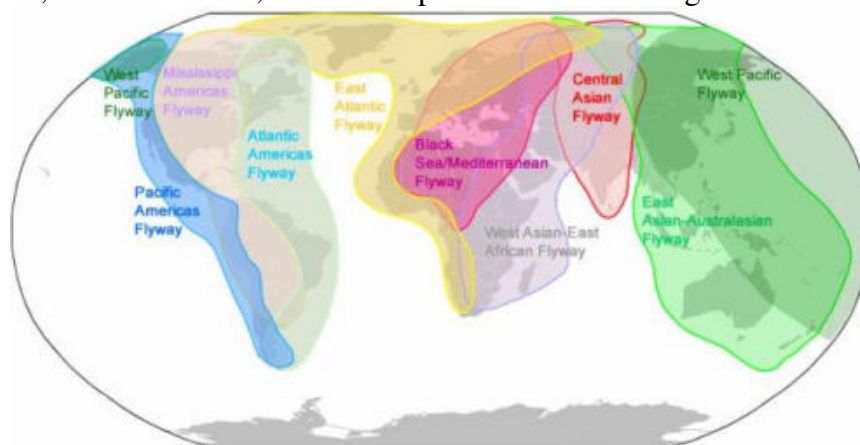 West
Pacific
Flyway
Mississippi
Americas
Flyway
Atlantic
Americas
Flyway
Pacific
Americas
Flyway
East
Atlantic
Flyway
Black
Sea/Mediterranean
Flyway
West Asian-East
African Flyway
Central
Asian
Flyway
West Pacific
Flyway
East
Asian-Australasian
Flyway